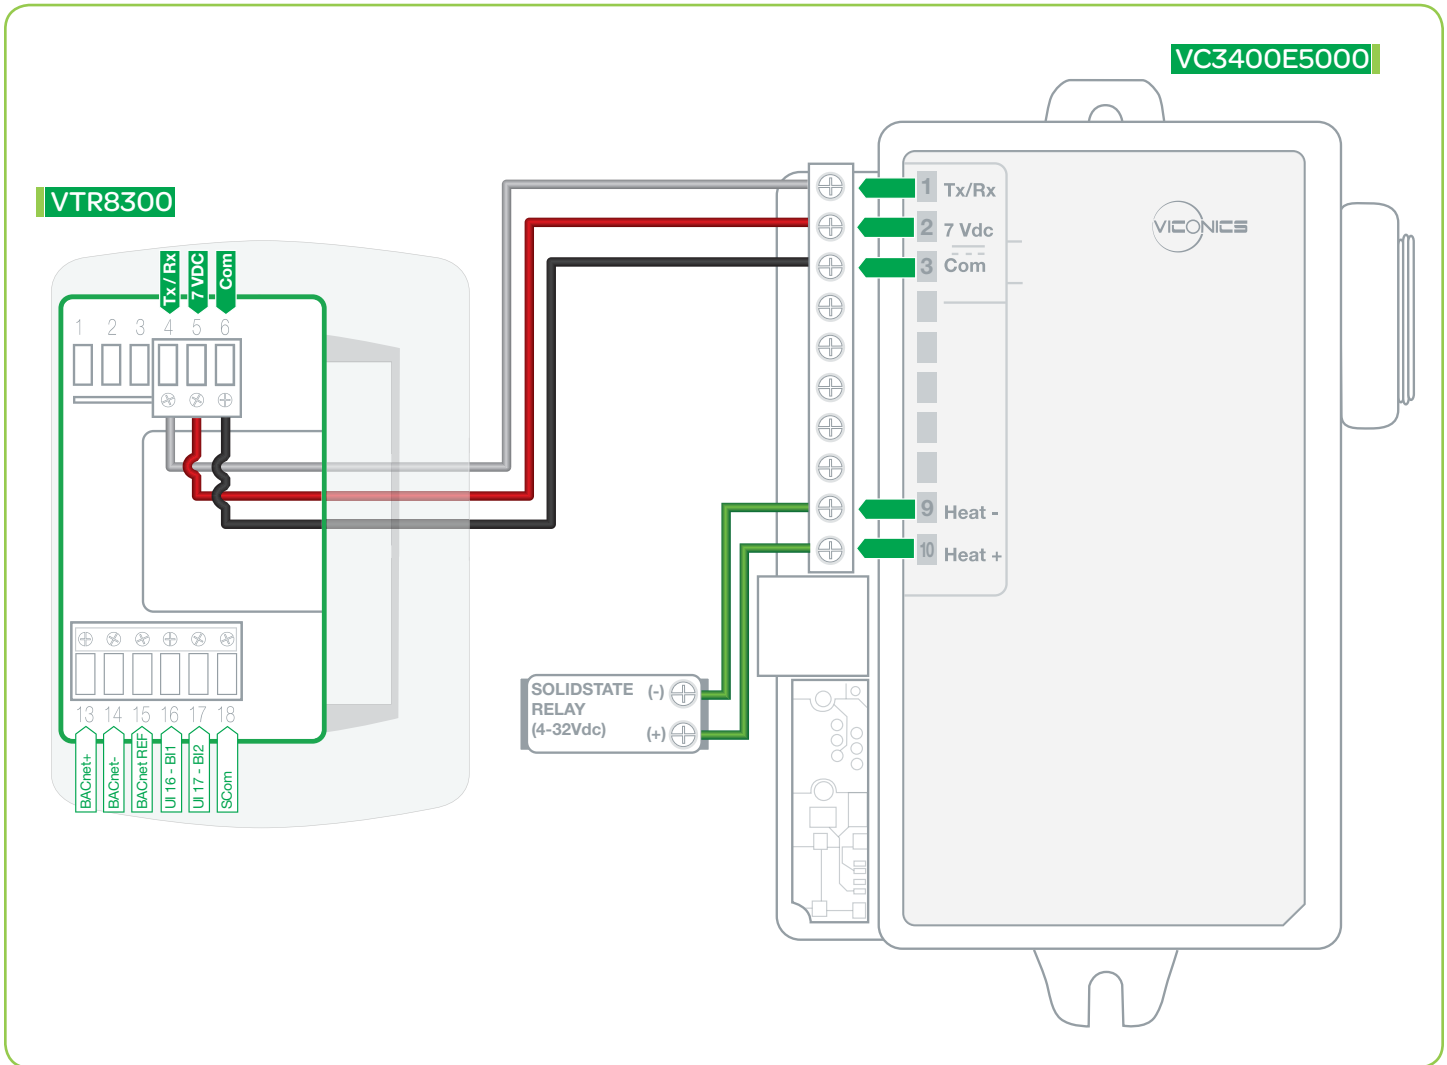 VC3400E5000
VTR8300
Tx / Rx
7 VDC
Com
1 2 3 4 5 6
13 14 15 16 17 18
BACnet+
BACnet-
BACnet REF
UI 16 - BI1
UI 17 - BI2
SCom
SOLIDSTATE (-)
RELAY
(4-32Vdc) (+)
1 Tx/Rx
2 7 Vdc
3 Com
9 Heat -
10 Heat +
VICONICS